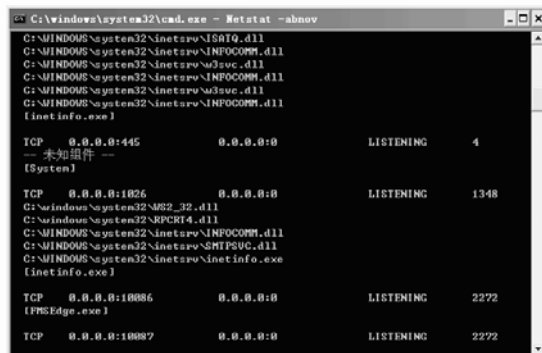 C:\windows\system32\cmd.exe - Netstat -abnov
C:\WINDOWS\system32\inetsrv\ISATQ.dll
C:\WINDOWS\system32\inetsrv\INFOCOMM.dll
C:\WINDOWS\system32\inetsrv\w3svc.dll
C:\WINDOWS\system32\inetsrv\INFOCOMM.dll
C:\WINDOWS\system32\inetsrv\w3svc.dll
C:\WINDOWS\system32\inetsrv\INFOCOMM.dll
[inetinfo.exe]
TCP 0.0.0.0:445 0.0.0.0:0 LISTENING 4
-- 未知组件 --
[System]
TCP 0.0.0.0:1026 0.0.0.0:0 LISTENING 1348
C:\windows\system32\WS2_32.dll
C:\windows\system32\RPCRT4.dll
C:\WINDOWS\system32\inetsrv\INFOCOMM.dll
C:\WINDOWS\system32\inetsrv\SMTPSVC.dll
C:\WINDOWS\system32\inetsrv\inetinfo.exe
[inetinfo.exe]
TCP 0.0.0.0:10086 0.0.0.0:0 LISTENING 2272
[FMSEdge.exe]
TCP 0.0.0.0:10087 0.0.0.0:0 LISTENING 2272